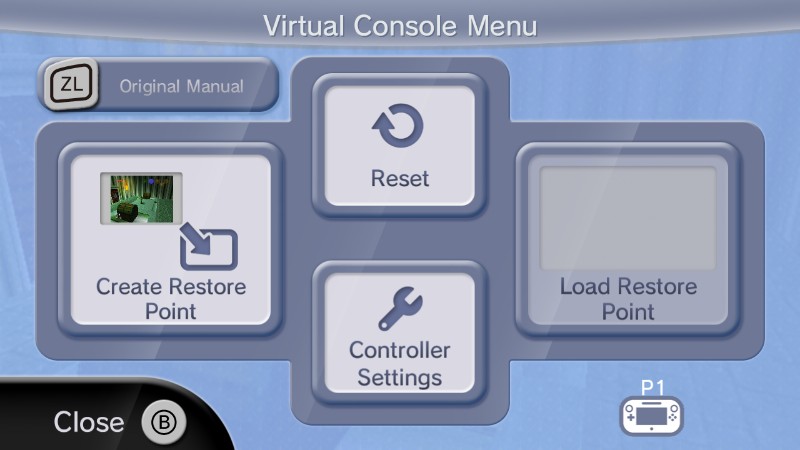 Virtual Console Menu
ZL Original Manual
Reset
Create Restore
Point
Load Restore
Point
Controller
Settings
P1
Close B